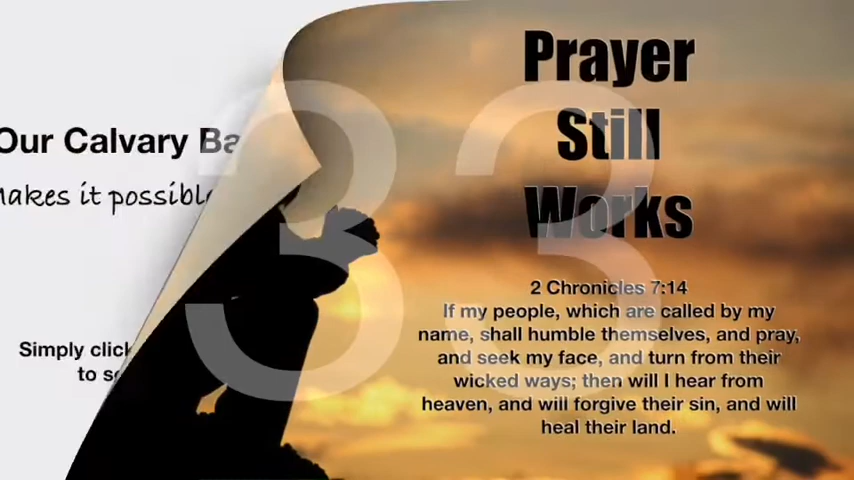 Our Calvary Ba
Makes it possibl
Simply click
to s
33
Prayer
Still
Works
2 Chronicles 7:14
If my people, which are called by my
name, shall humble themselves, and pray,
and seek my face, and turn from their
wicked ways; then will I hear from
heaven, and will forgive their sin, and will
heal their land.